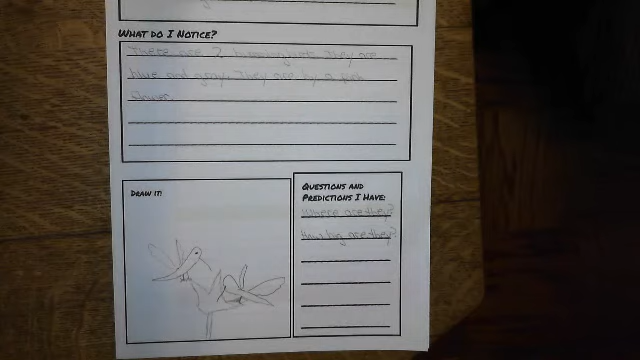 WHAT DO I NOTICE?
There are 2 hummingbirds. They are
blue and gray. They are by a
flower.
DRAW IT:
QUESTIONS AND
PREDICTIONS I HAVE:
Where are they?
How big are they?